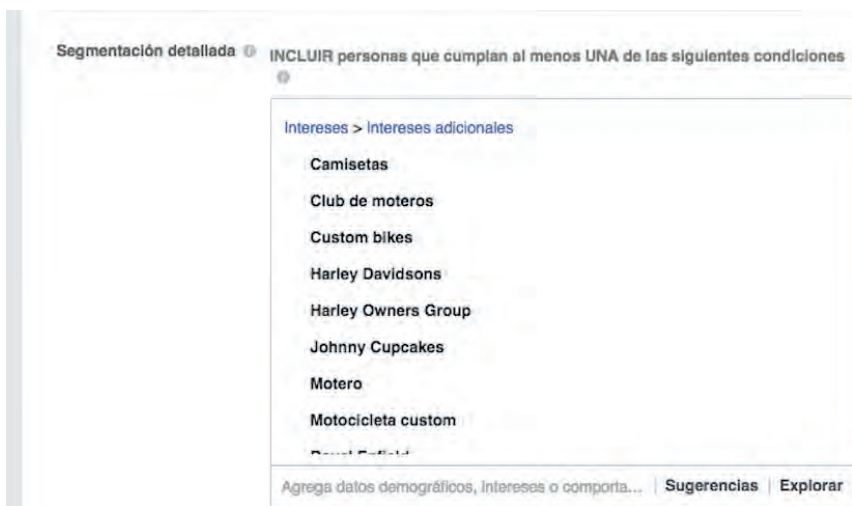 Segmentación detallada
INCLUIR personas que cumplan al menos UNA de las siguientes condiciones
Intereses > Intereses adicionales
Camisetas
Club de moteros
Custom bikes
Harley Davidsons
Harley Owners Group
Johnny Cupcakes
Motero
Motocicleta custom
Agrega datos demográficos, intereses o comporta... | Sugerencias | Explorar